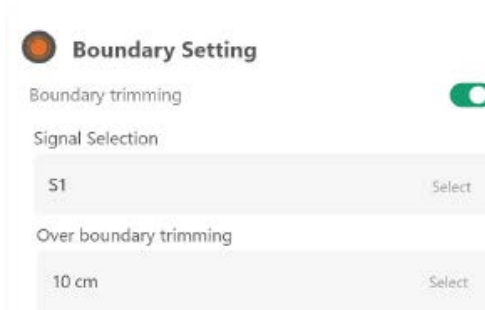 Boundary Setting
Boundary trimming
Signal Selection
S1 Select
Over boundary trimming
10 cm Select